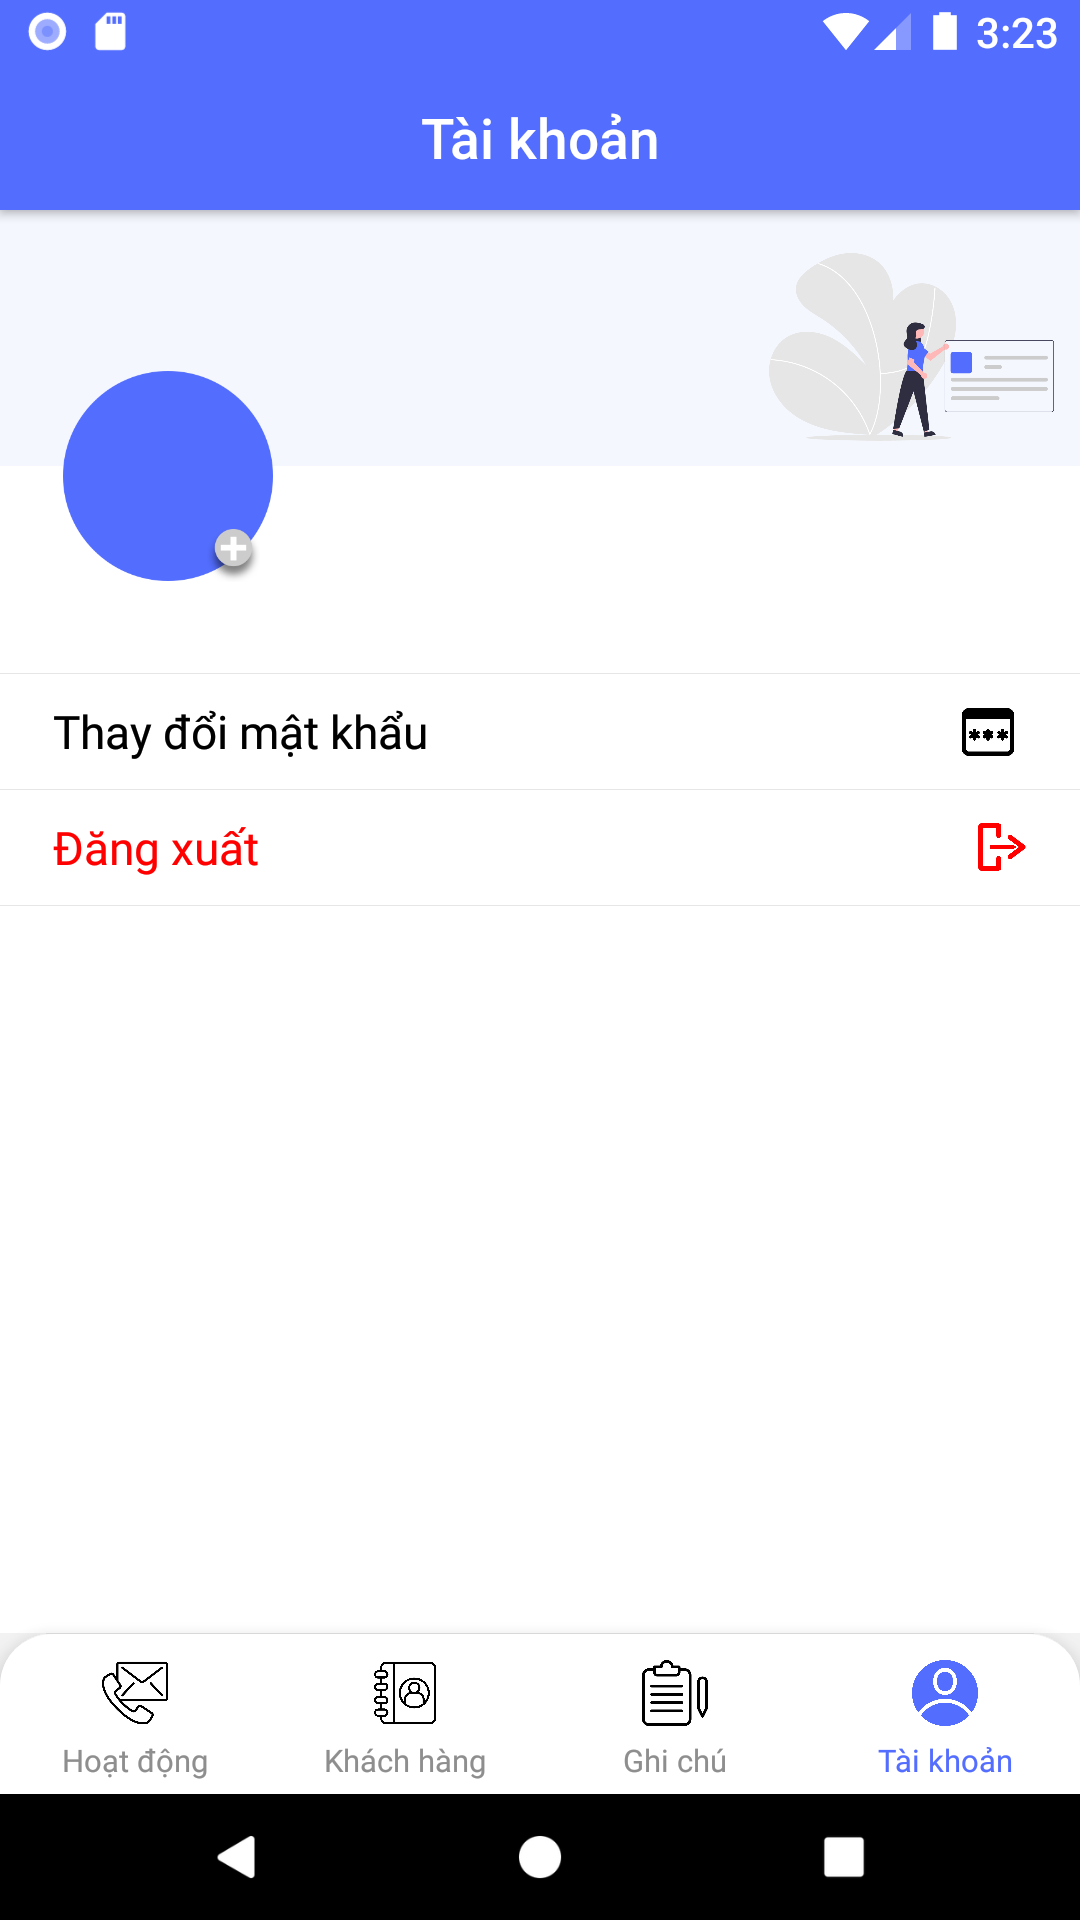 3:23
Tài khoản
Thay đổi mật khẩu
***
Đăng xuất
Hoạt động
Khách hàng
Ghi chú
Tài khoản